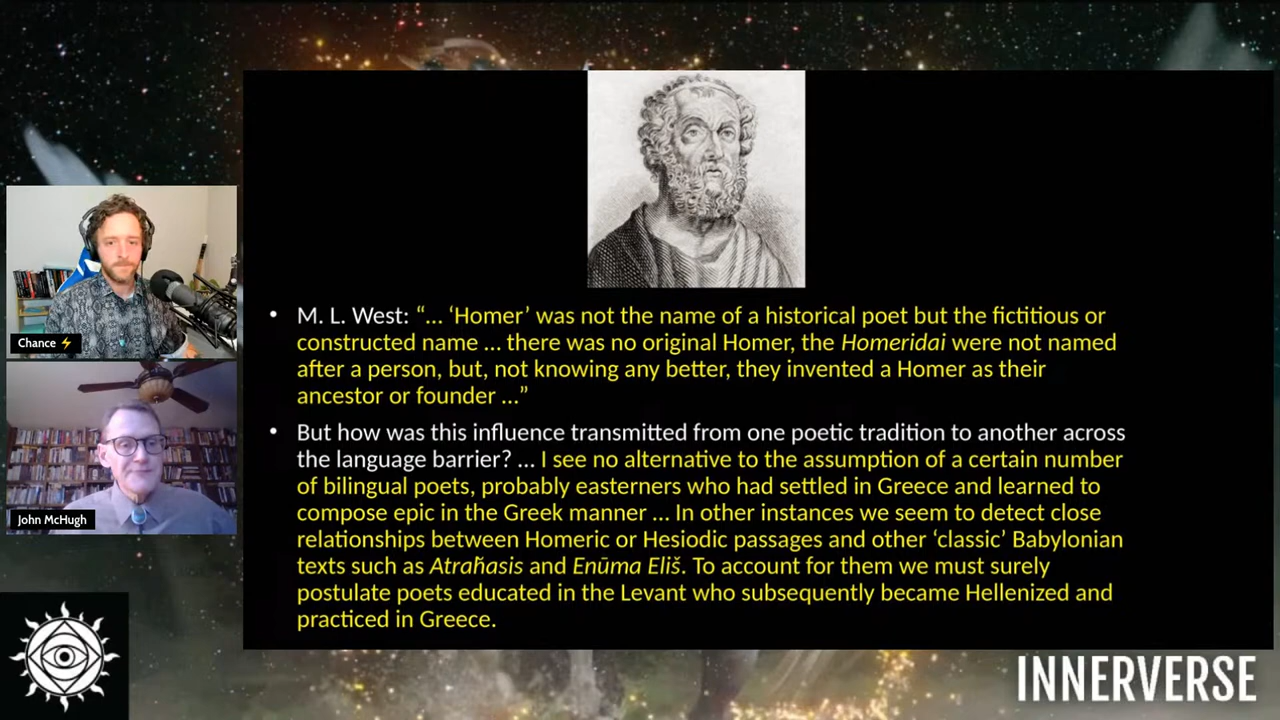 • M. L. West: “... ‘Homer’ was not the name of a historical poet but the fictitious or
constructed name ... there was no original Homer, the Homeridai were not named
after a person, but, not knowing any better, they invented a Homer as their
ancestor or founder ...”
• But how was this influence transmitted from one poetic tradition to another across
the language barrier? ... I see no alternative to the assumption of a certain number
of bilingual poets, probably easterners who had settled in Greece and learned to
compose epic in the Greek manner ... In other instances we seem to detect close
relationships between Homeric or Hesiodic passages and other ‘classic’ Babylonian
texts such as Atraḫasis and Enūma Eliš. To account for them we must surely
postulate poets educated in the Levant who subsequently became Hellenized and
practiced in Greece.
Chance ⚡
John McHugh
INNERVERSE